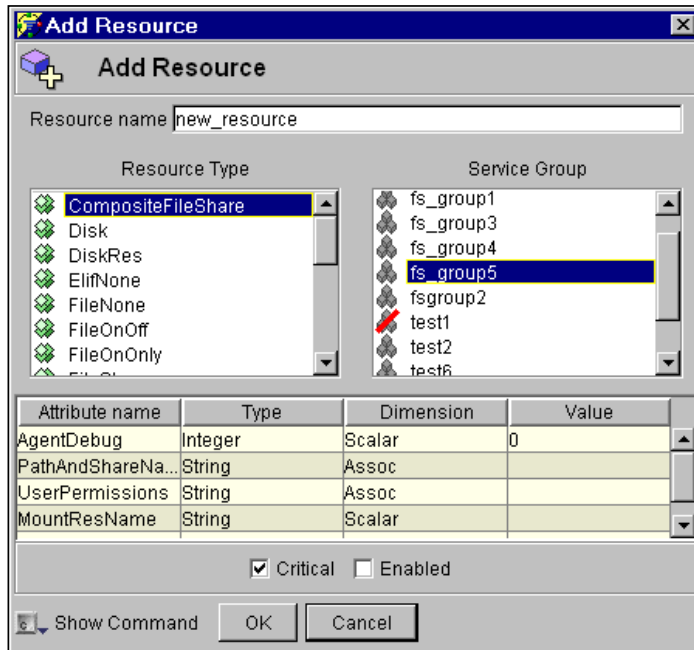 Add Resource
Add Resource
Resource name new_resource
Resource Type
Service Group
CompositeFileShare
Disk
DiskRes
ElifNone
FileNone
FileOnOff
FileOnOnly
fs_group1
fs_group3
fs_group4
fs_group5
fsgroup2
test1
test2
test6
Attribute name Type Dimension Value
AgentDebug Integer Scalar 0
PathAndShareNa... String Assoc
UserPermissions String Assoc
MountResName String Scalar
Critical Enabled
Show Command OK Cancel